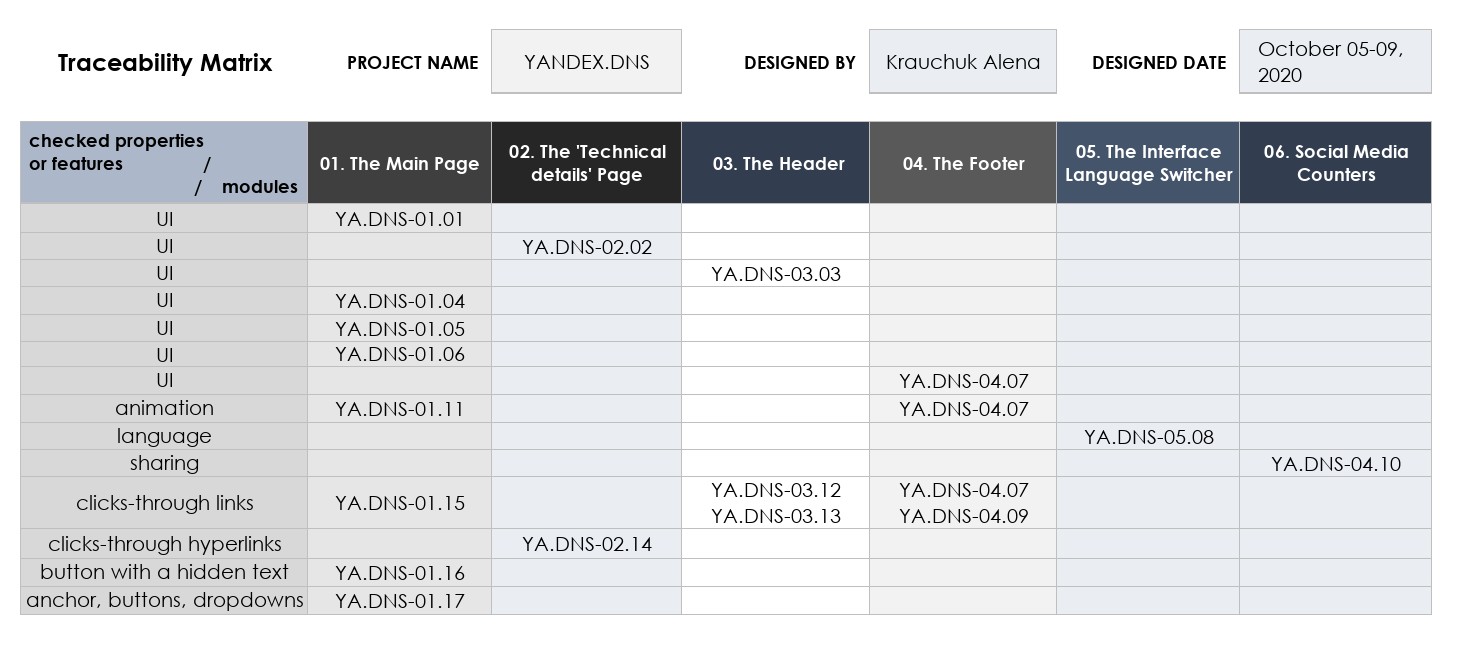 Traceability Matrix PROJECT NAME YANDEX.DNS DESIGNED BY Krauchuk Alena DESIGNED DATE October 05-09,
2020
checked properties
or features /
/ modules
01. The Main Page
02. The 'Technical
details' Page
03. The Header
04. The Footer
05. The Interface
Language Switcher
06. Social Media
Counters
UI YA.DNS-01.01
UI YA.DNS-02.02
UI YA.DNS-03.03
UI YA.DNS-01.04
UI YA.DNS-01.05
UI YA.DNS-01.06
UI YA.DNS-04.07
animation YA.DNS-01.11 YA.DNS-04.07
language YA.DNS-05.08
sharing YA.DNS-04.10
clicks-through links YA.DNS-01.15 YA.DNS-03.12 YA.DNS-04.07
YA.DNS-03.13 YA.DNS-04.09
clicks-through hyperlinks YA.DNS-02.14
button with a hidden text YA.DNS-01.16
anchor, buttons, dropdowns YA.DNS-01.17